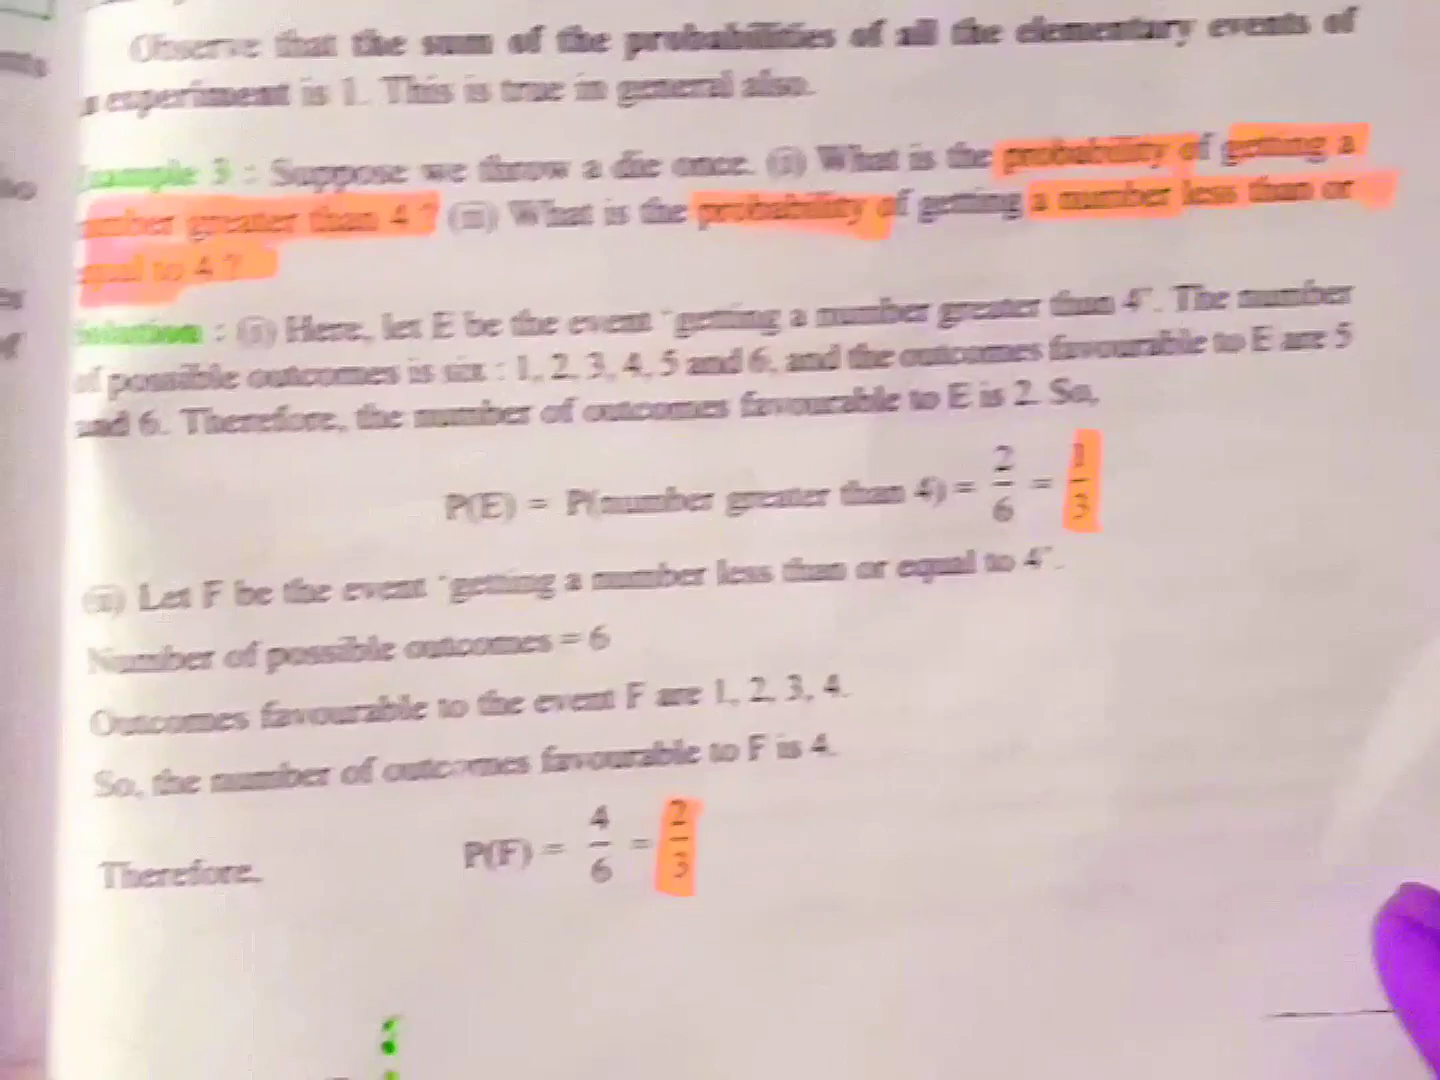 Observe that the sum of the probabilities of all the elementary events of
experiment is 1. This is true in general also.
Example 3 : Suppose we throw a die once. (i) What is the probability of getting a
number greater than 4 ? (ii) What is the probability of getting a number less than or
equal to 4 ?
Solution : (i) Here, let E be the event 'getting a number greater than 4'. The number
of possible outcomes is six : 1, 2, 3, 4, 5 and 6, and the outcomes favourable to E are 5
and 6. Therefore, the number of outcomes favourable to E is 2. So,
P(E) = P(number greater than 4) = 2/6 = 1/3
(ii) Let F be the event 'getting a number less than or equal to 4'.
Number of possible outcomes = 6
Outcomes favourable to the event F are 1, 2, 3, 4.
So, the number of outcomes favourable to F is 4.
Therefore, P(F) = 4/6 = 2/3